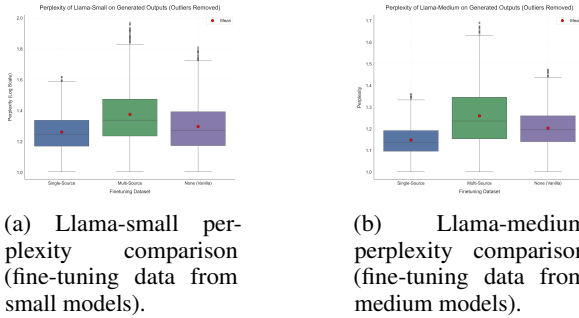 Perplexity of Llama-Small on Generated Outputs (Outliers Removed)
Mean
2.0
1.8
1.6
1.4
1.2
1.0
Perplexity (Log Scale)
Single-Source
Multi-Source
None (Vanilla)
Finetuning Dataset
(a) Llama-small per-
plexity comparison
(fine-tuning data from
small models).
Perplexity of Llama-Medium on Generated Outputs (Outliers Removed)
Mean
1.7
1.6
1.5
1.4
1.3
1.2
1.1
1.0
Perplexity
Single-Source
Multi-Source
None (Vanilla)
Finetuning Dataset
(b) Llama-medium
perplexity comparison
(fine-tuning data from
medium models).